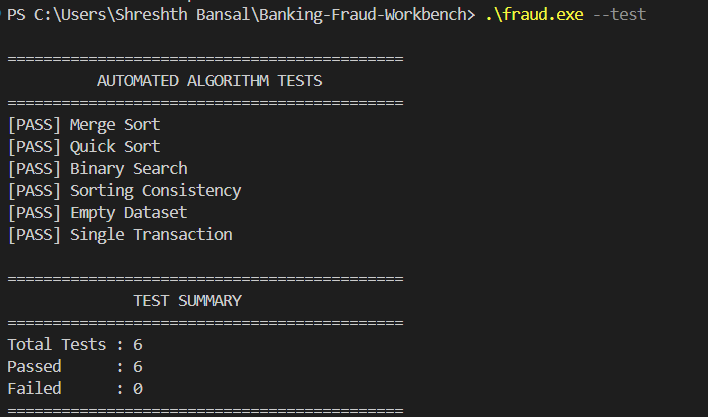 PS C:\Users\Shreshth Bansal\Banking-Fraud-Workbench> .\fraud.exe --test
============================================
AUTOMATED ALGORITHM TESTS
============================================
[PASS] Merge Sort
[PASS] Quick Sort
[PASS] Binary Search
[PASS] Sorting Consistency
[PASS] Empty Dataset
[PASS] Single Transaction
============================================
TEST SUMMARY
============================================
Total Tests : 6
Passed      : 6
Failed      : 0
============================================